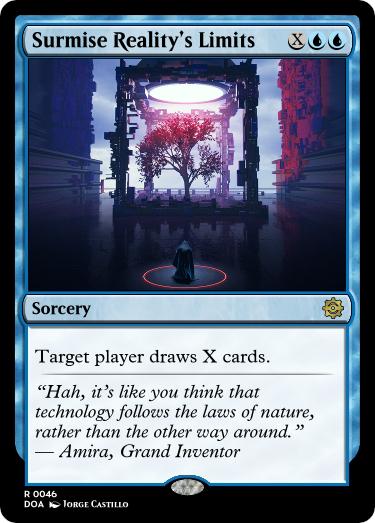 Surmise Reality's Limits X
Sorcery
Target player draws X cards.
“Hah, it's like you think that
technology follows the laws of nature,
rather than the other way around.”
— Amira, Grand Inventor
R 0046
DOA Jorge Castillo